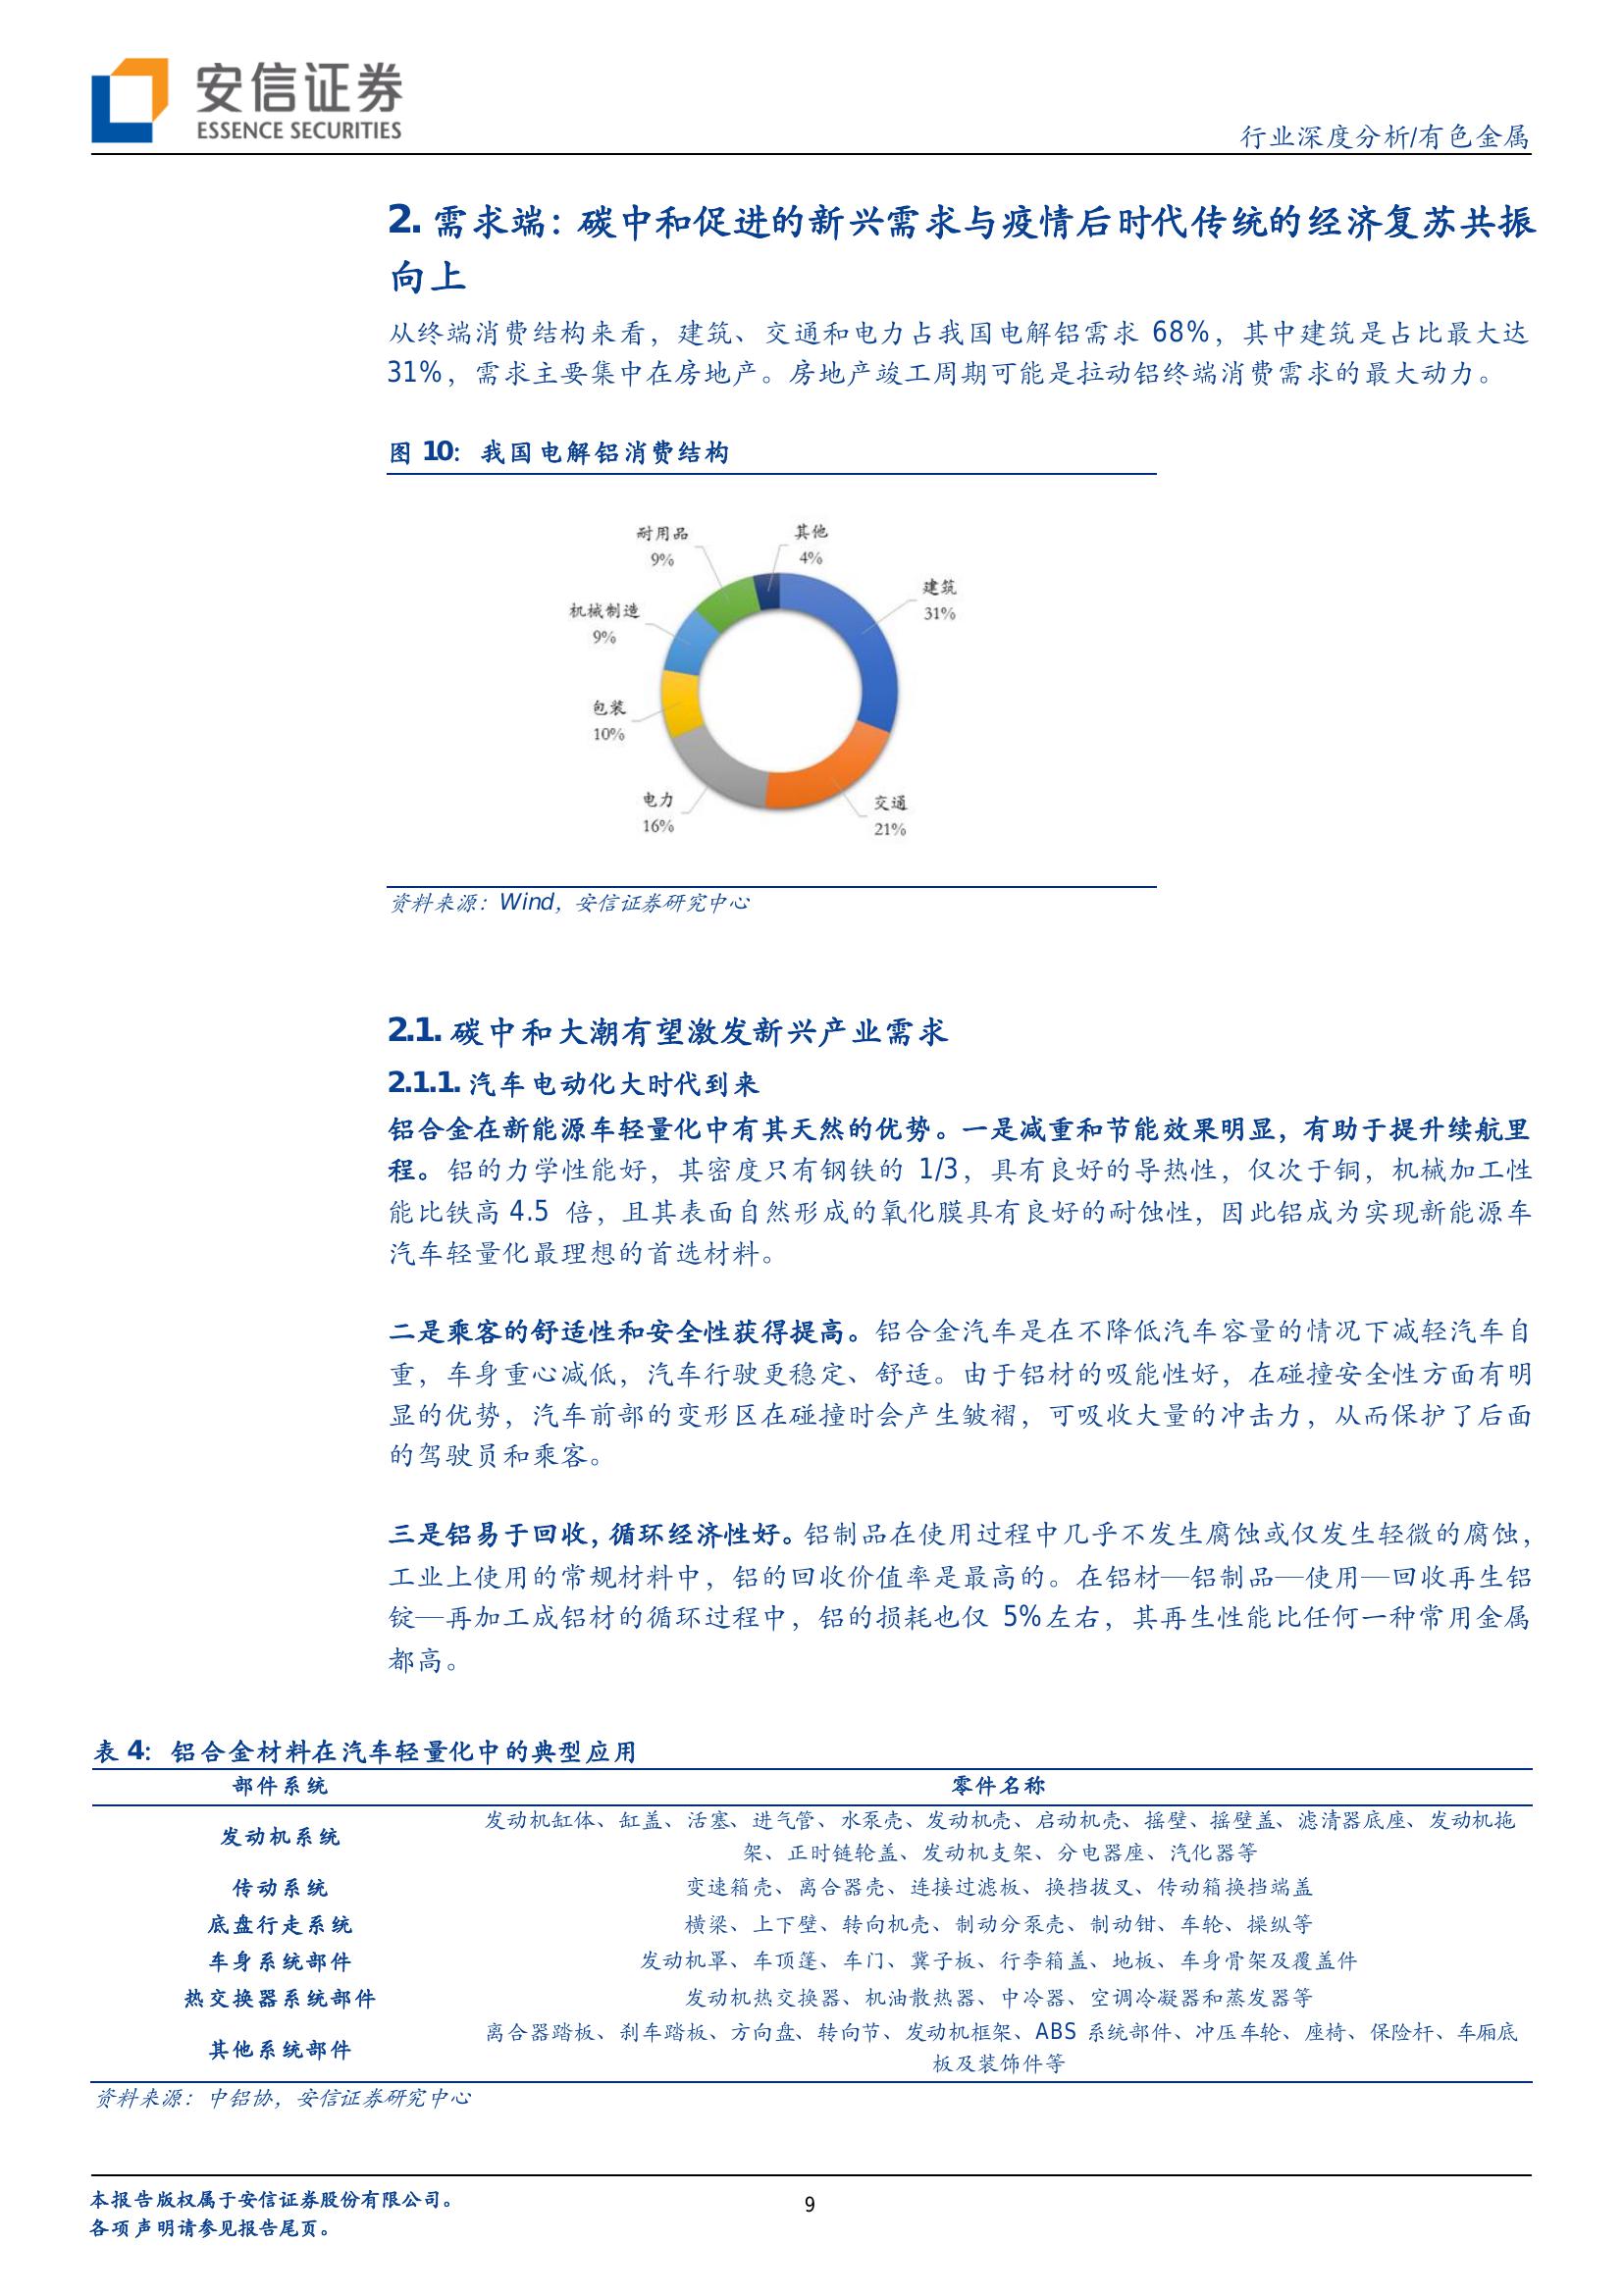 安信证券
ESSENCE SECURITIES
行业深度分析/有色金属
2. 需求端：碳中和促进的新兴需求与疫情后时代传统的经济复苏共振
向上
从终端消费结构来看，建筑、交通和电力占我国电解铝需求 68%，其中建筑是占比最大达
31%，需求主要集中在房地产。房地产竣工周期可能是拉动铝终端消费需求的最大动力。
图 10：我国电解铝消费结构
耐用品
9%
其他
4%
建筑
31%
机械制造
9%
包装
10%
电力
16%
交通
21%
资料来源：Wind，安信证券研究中心
2.1. 碳中和大潮有望激发新兴产业需求
2.1.1. 汽车电动化大时代到来
铝合金在新能源车轻量化中有其天然的优势。一是减重和节能效果明显，有助于提升续航里
程。铝的力学性能好，其密度只有钢铁的 1/3，具有良好的导热性，仅次于铜，机械加工性
能比铁高 4.5 倍，且其表面自然形成的氧化膜具有良好的耐蚀性，因此铝成为实现新能源车
汽车轻量化最理想的首选材料。
二是乘客的舒适性和安全性获得提高。铝合金汽车是在不降低汽车容量的情况下减轻汽车自
重，车身重心减低，汽车行驶更稳定、舒适。由于铝材的吸能性好，在碰撞安全性方面有明
显的优势，汽车前部的变形区在碰撞时会产生皱褶，可吸收大量的冲击力，从而保护了后面
的驾驶员和乘客。
三是铝易于回收，循环经济性好。铝制品在使用过程中几乎不发生腐蚀或仅发生轻微的腐蚀，
工业上使用的常规材料中，铝的回收价值率是最高的。在铝材—铝制品—使用—回收再生铝
锭—再加工成铝材的循环过程中，铝的损耗也仅 5%左右，其再生性能比任何一种常用金属
都高。
表 4：铝合金材料在汽车轻量化中的典型应用
部件系统 零件名称
发动机系统 发动机缸体、缸盖、活塞、进气管、水泵壳、发动机壳、启动机壳、摇壁、摇壁盖、滤清器底座、发动机拖
架、正时链轮盖、发动机支架、分电器座、汽化器等
传动系统 变速箱壳、离合器壳、连接过滤板、换挡拔叉、传动箱换挡端盖
底盘行走系统 横梁、上下壁、转向机壳、制动分泵壳、制动钳、车轮、操纵等
车身系统部件 发动机罩、车顶篷、车门、冀子板、行李箱盖、地板、车身骨架及覆盖件
热交换器系统部件 发动机热交换器、机油散热器、中冷器、空调冷凝器和蒸发器等
其他系统部件 离合器踏板、刹车踏板、方向盘、转向节、发动机框架、ABS 系统部件、冲压车轮、座椅、保险杆、车厢底
板及装饰件等
资料来源：中铝协，安信证券研究中心
本报告版权属于安信证券股份有限公司。
9
各项声明请参见报告尾页。